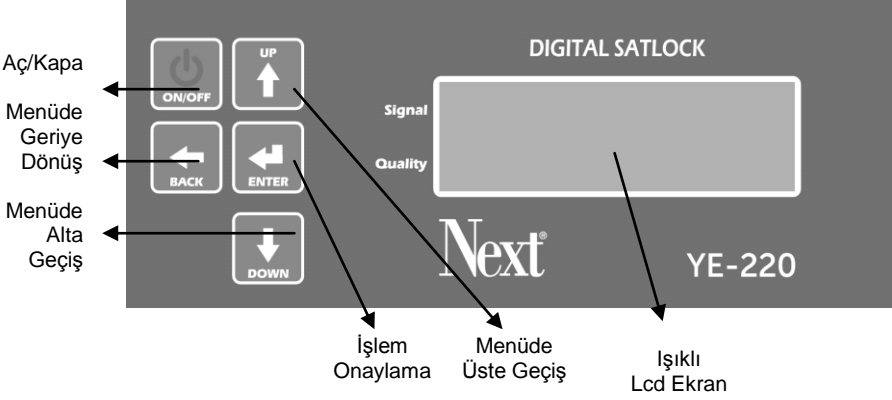 DIGITAL SATLOCK
Aç/Kapa
ON/OFF
UP
Signal
Menüde
Geriye
Dönüş
BACK
ENTER
Quality
Menüde
Alta
Geçiş
DOWN
Next®
YE-220
İşlem
Onaylama
Menüde
Üste Geçiş
Işıklı
Lcd Ekran